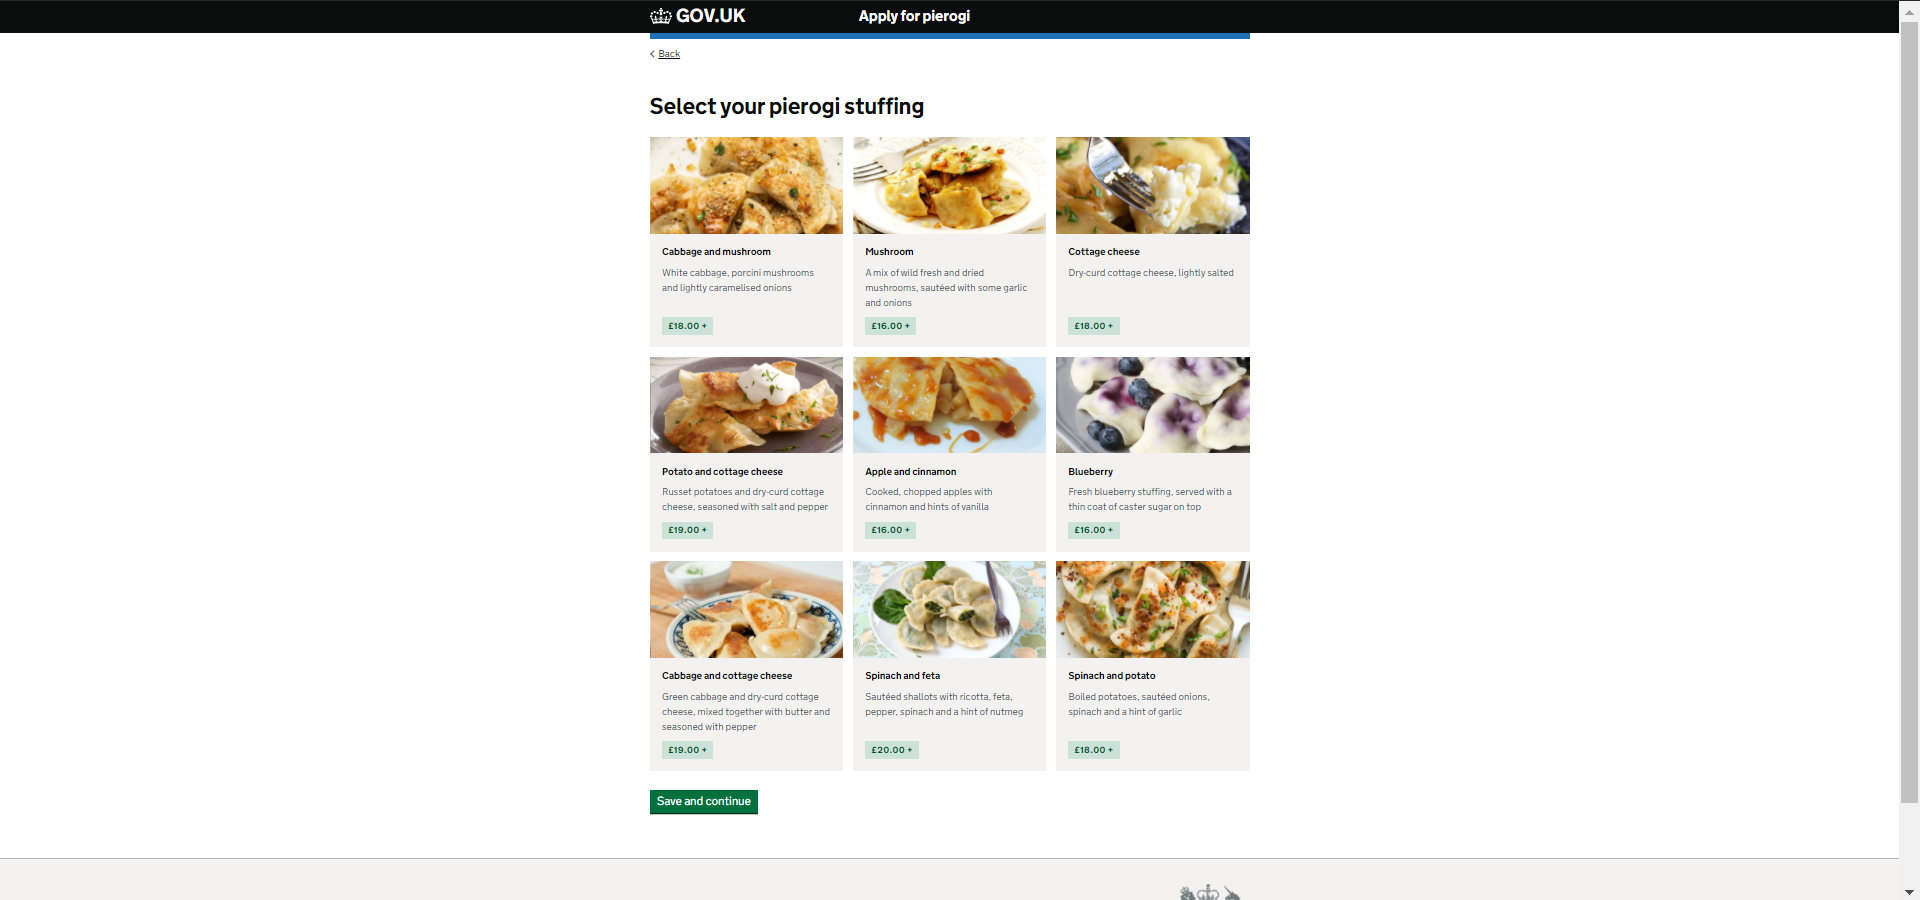 GOV.UK Apply for pierogi
Back
Select your pierogi stuffing
Cabbage and mushroom
White cabbage, porcini mushrooms
and lightly caramelised onions
£18.00 +
Mushroom
A mix of wild fresh and dried
mushrooms, sautéed with some garlic
and onions
£16.00 +
Cottage cheese
Dry-curd cottage cheese, lightly salted
£18.00 +
Potato and cottage cheese
Russet potatoes and dry-curd cottage
cheese, seasoned with salt and pepper
£19.00 +
Apple and cinnamon
Cooked, chopped apples with
cinnamon and hints of vanilla
£16.00 +
Blueberry
Fresh blueberry stuffing, served with a
thin coat of caster sugar on top
£16.00 +
Cabbage and cottage cheese
Green cabbage and dry-curd cottage
cheese, mixed together with butter and
seasoned with pepper
£19.00 +
Spinach and feta
Sautéed shallots with ricotta, feta,
pepper, spinach and a hint of nutmeg
£20.00 +
Spinach and potato
Boiled potatoes, sautéed onions,
spinach and a hint of garlic
£18.00 +
Save and continue